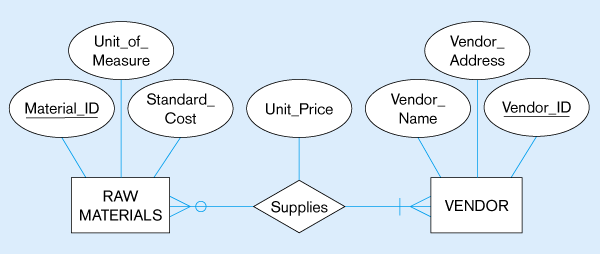 Unit_of_
Measure
Vendor_
Address
Material_ID
Standard_
Cost
Unit_Price
Vendor_
Name
Vendor_ID
RAW
MATERIALS
Supplies
VENDOR